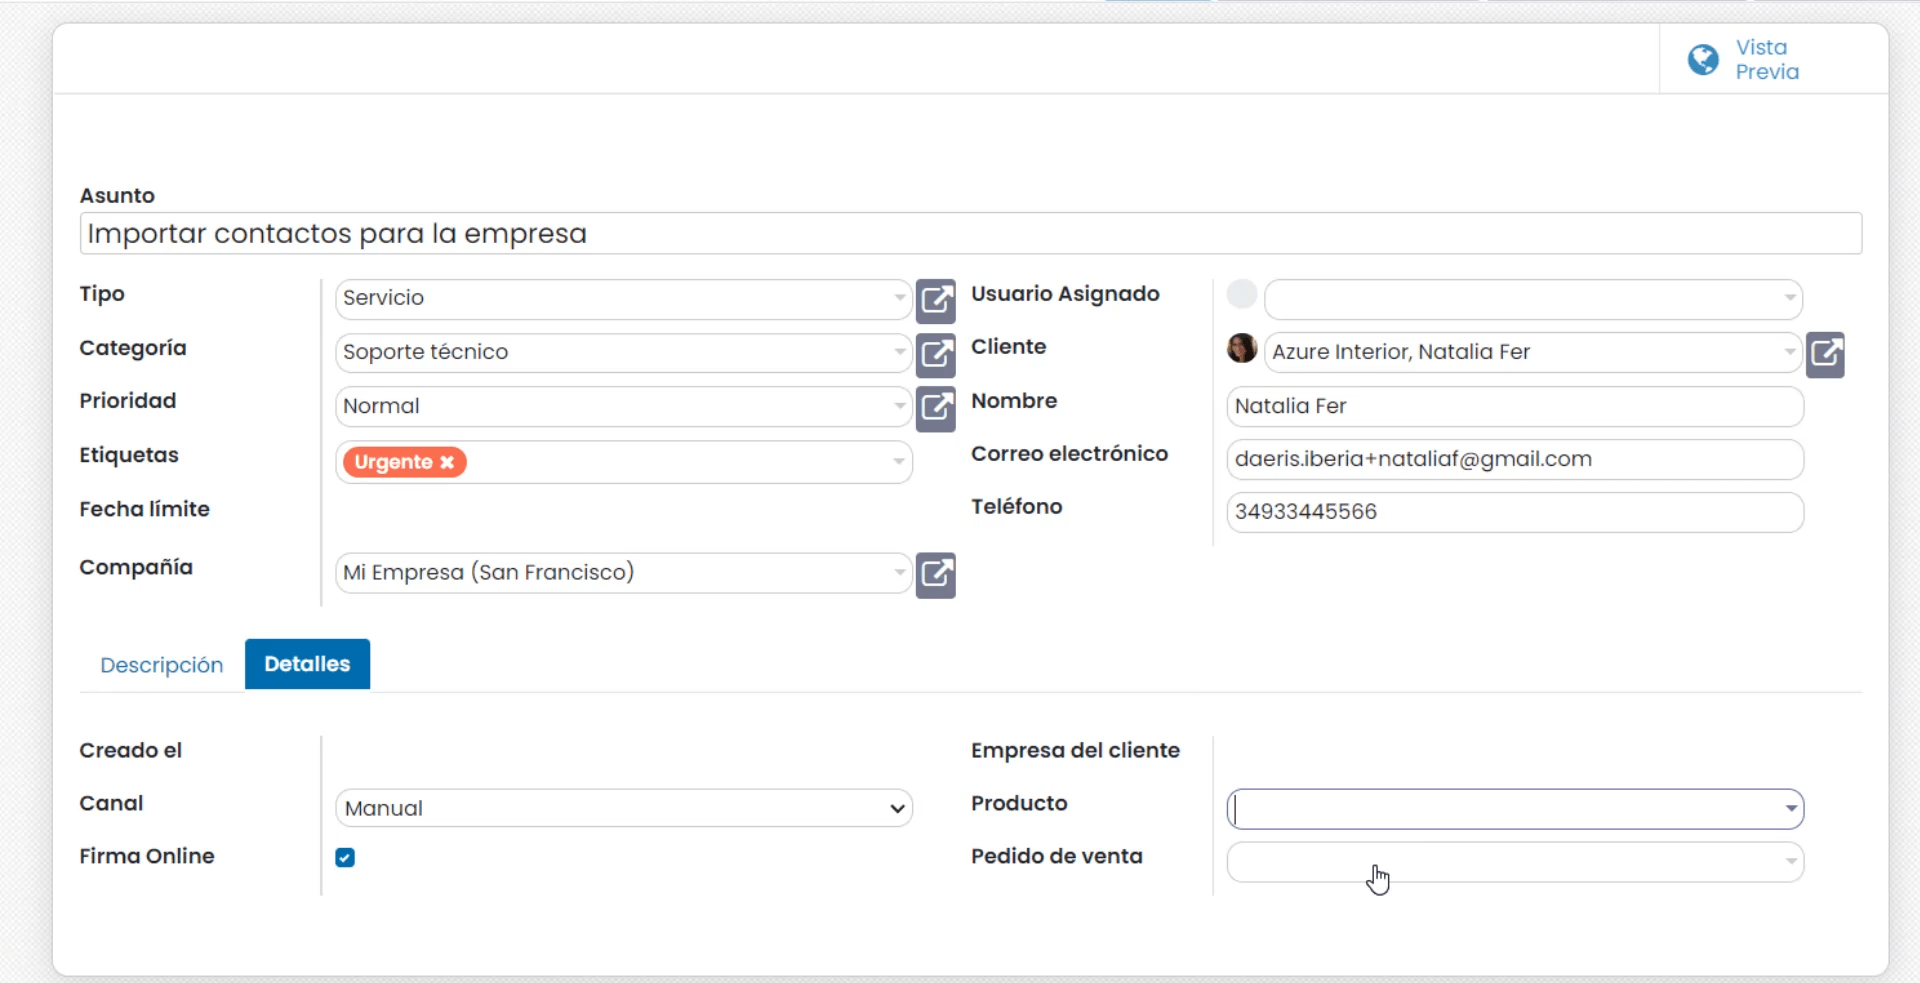 Vista
Previa
Asunto
Importar contactos para la empresa
Tipo
Servicio
Usuario Asignado
Categoría
Soporte técnico
Cliente
Azure Interior, Natalia Fer
Prioridad
Normal
Nombre
Natalia Fer
Etiquetas
Urgente
Correo electrónico
daeris.iberia+nataliaf@gmail.com
Fecha límite
Teléfono
34933445566
Compañía
Mi Empresa (San Francisco)
Descripción
Detalles
Creado el
Empresa del cliente
Canal
Manual
Producto
Firma Online
Pedido de venta